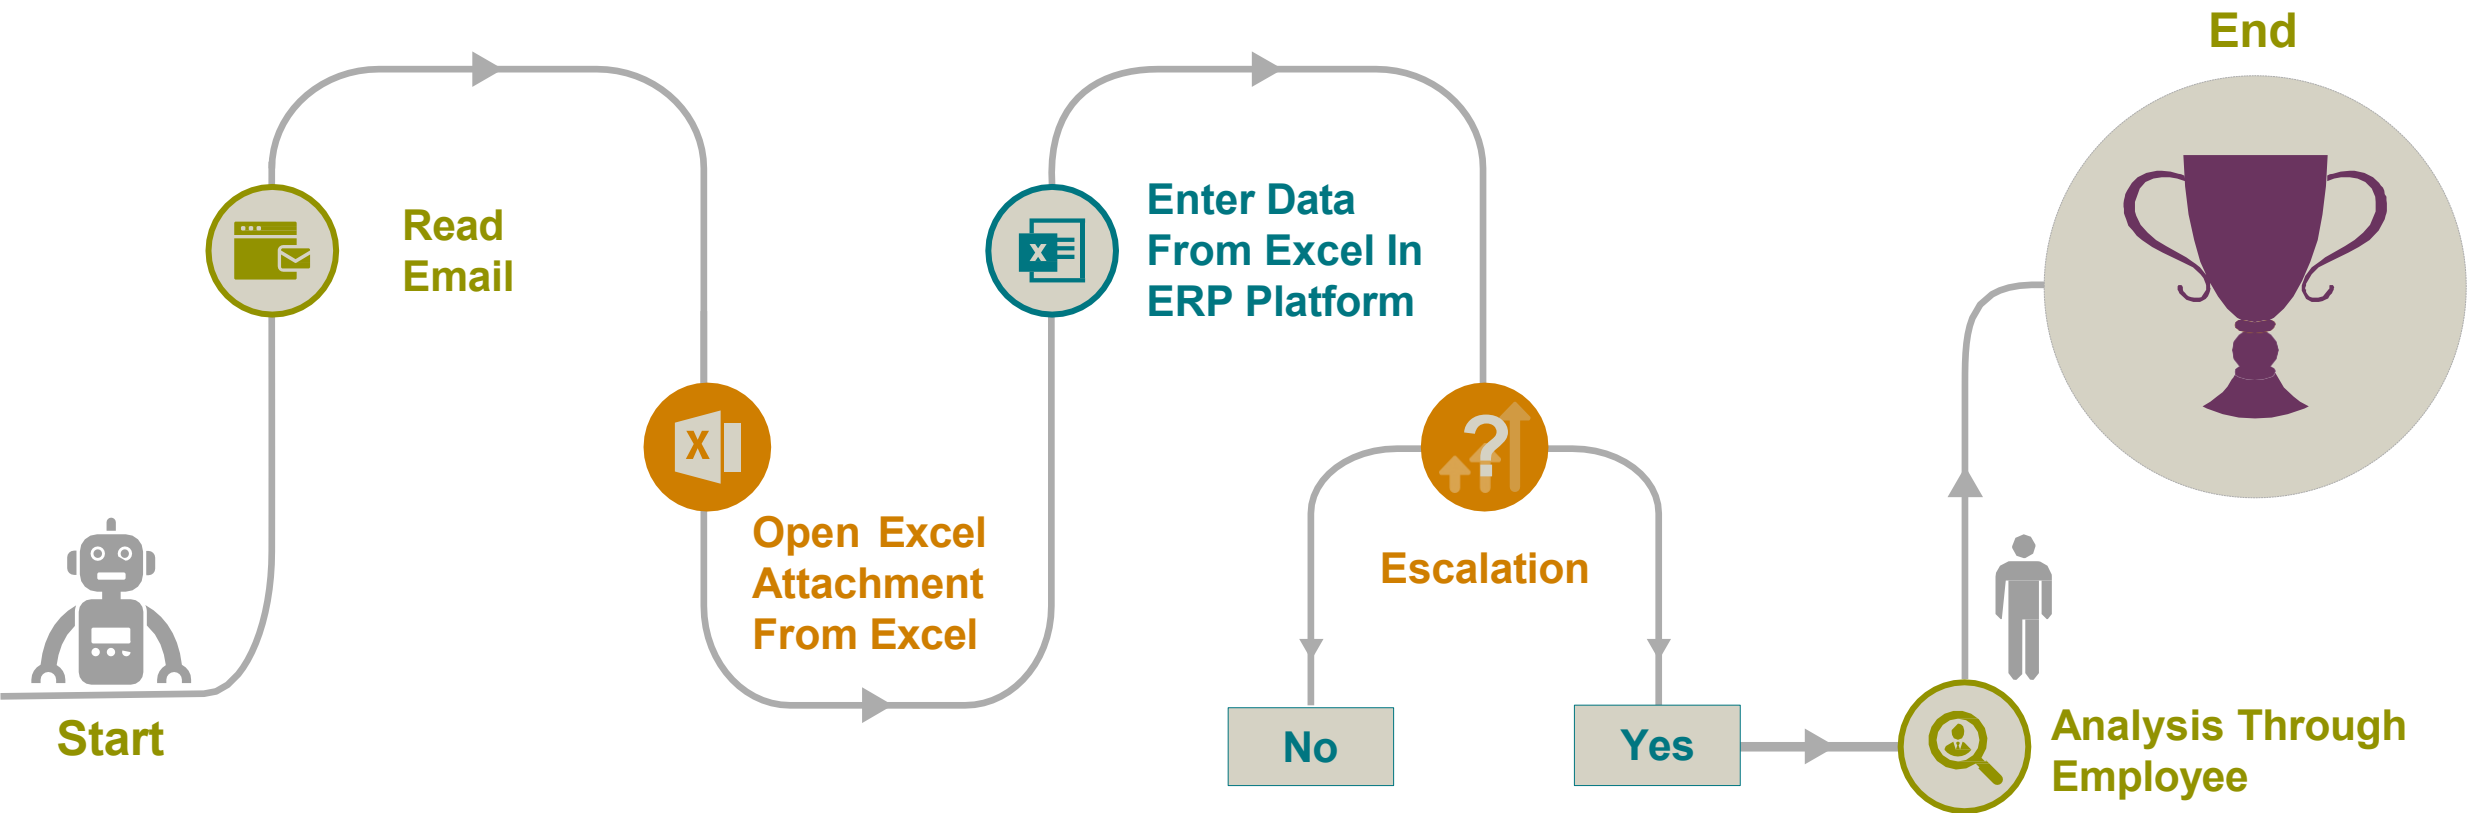 End
Read
Email
Enter Data
From Excel In
ERP Platform
X
X
?
Open Excel
Attachment
From Excel
Escalation
Start
No
Yes
Analysis Through
Employee